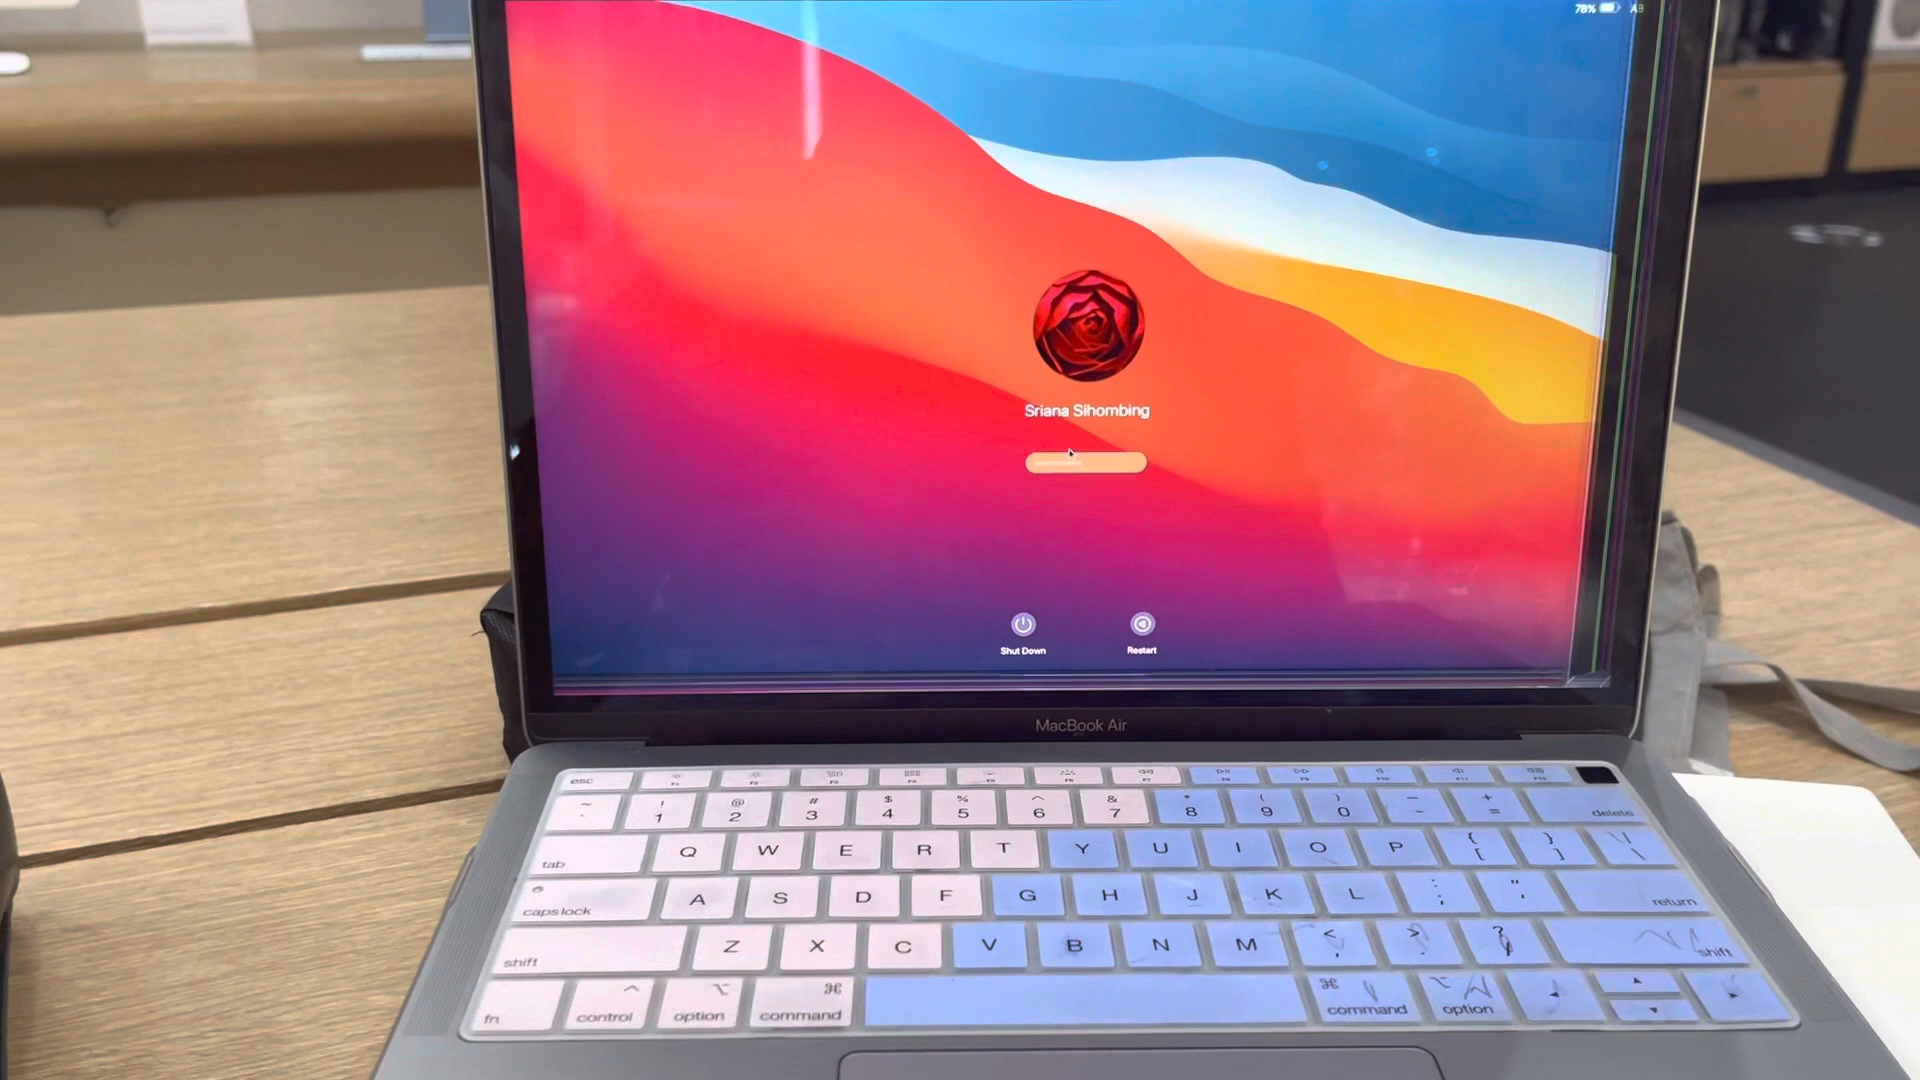 78%
Sriana Sihombing
Shut Down
Restart
MacBook Air
esc
~ ! @ # $ % ^ & * ( ) — +
1 2 3 4 5 6 7 8 9 0 - = delete
tab Q W E R T Y U I O P { [ } ] | \
caps lock A S D F G H J K L : ; " ' return
shift Z X C V B N M < , > . ? shift
fn control option command command option